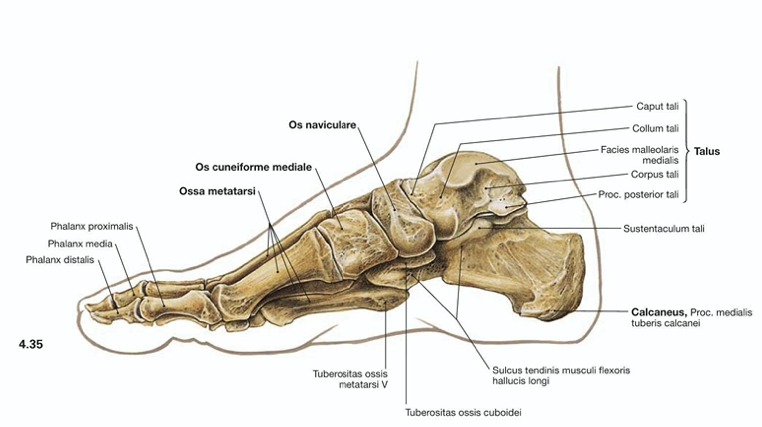 Caput tali
Os naviculare
Collum tali
Facies malleolaris
medialis
Talus
Os cuneiforme mediale
Corpus tali
Ossa metatarsi
Proc. posterior tali
Phalanx proximalis
Sustentaculum tali
Phalanx media
Phalanx distalis
Calcaneus, Proc. medialis
tuberis calcanei
4.35
Tuberositas ossis
metatarsi V
Sulcus tendinis musculi flexoris
hallucis longi
Tuberositas ossis cuboidei